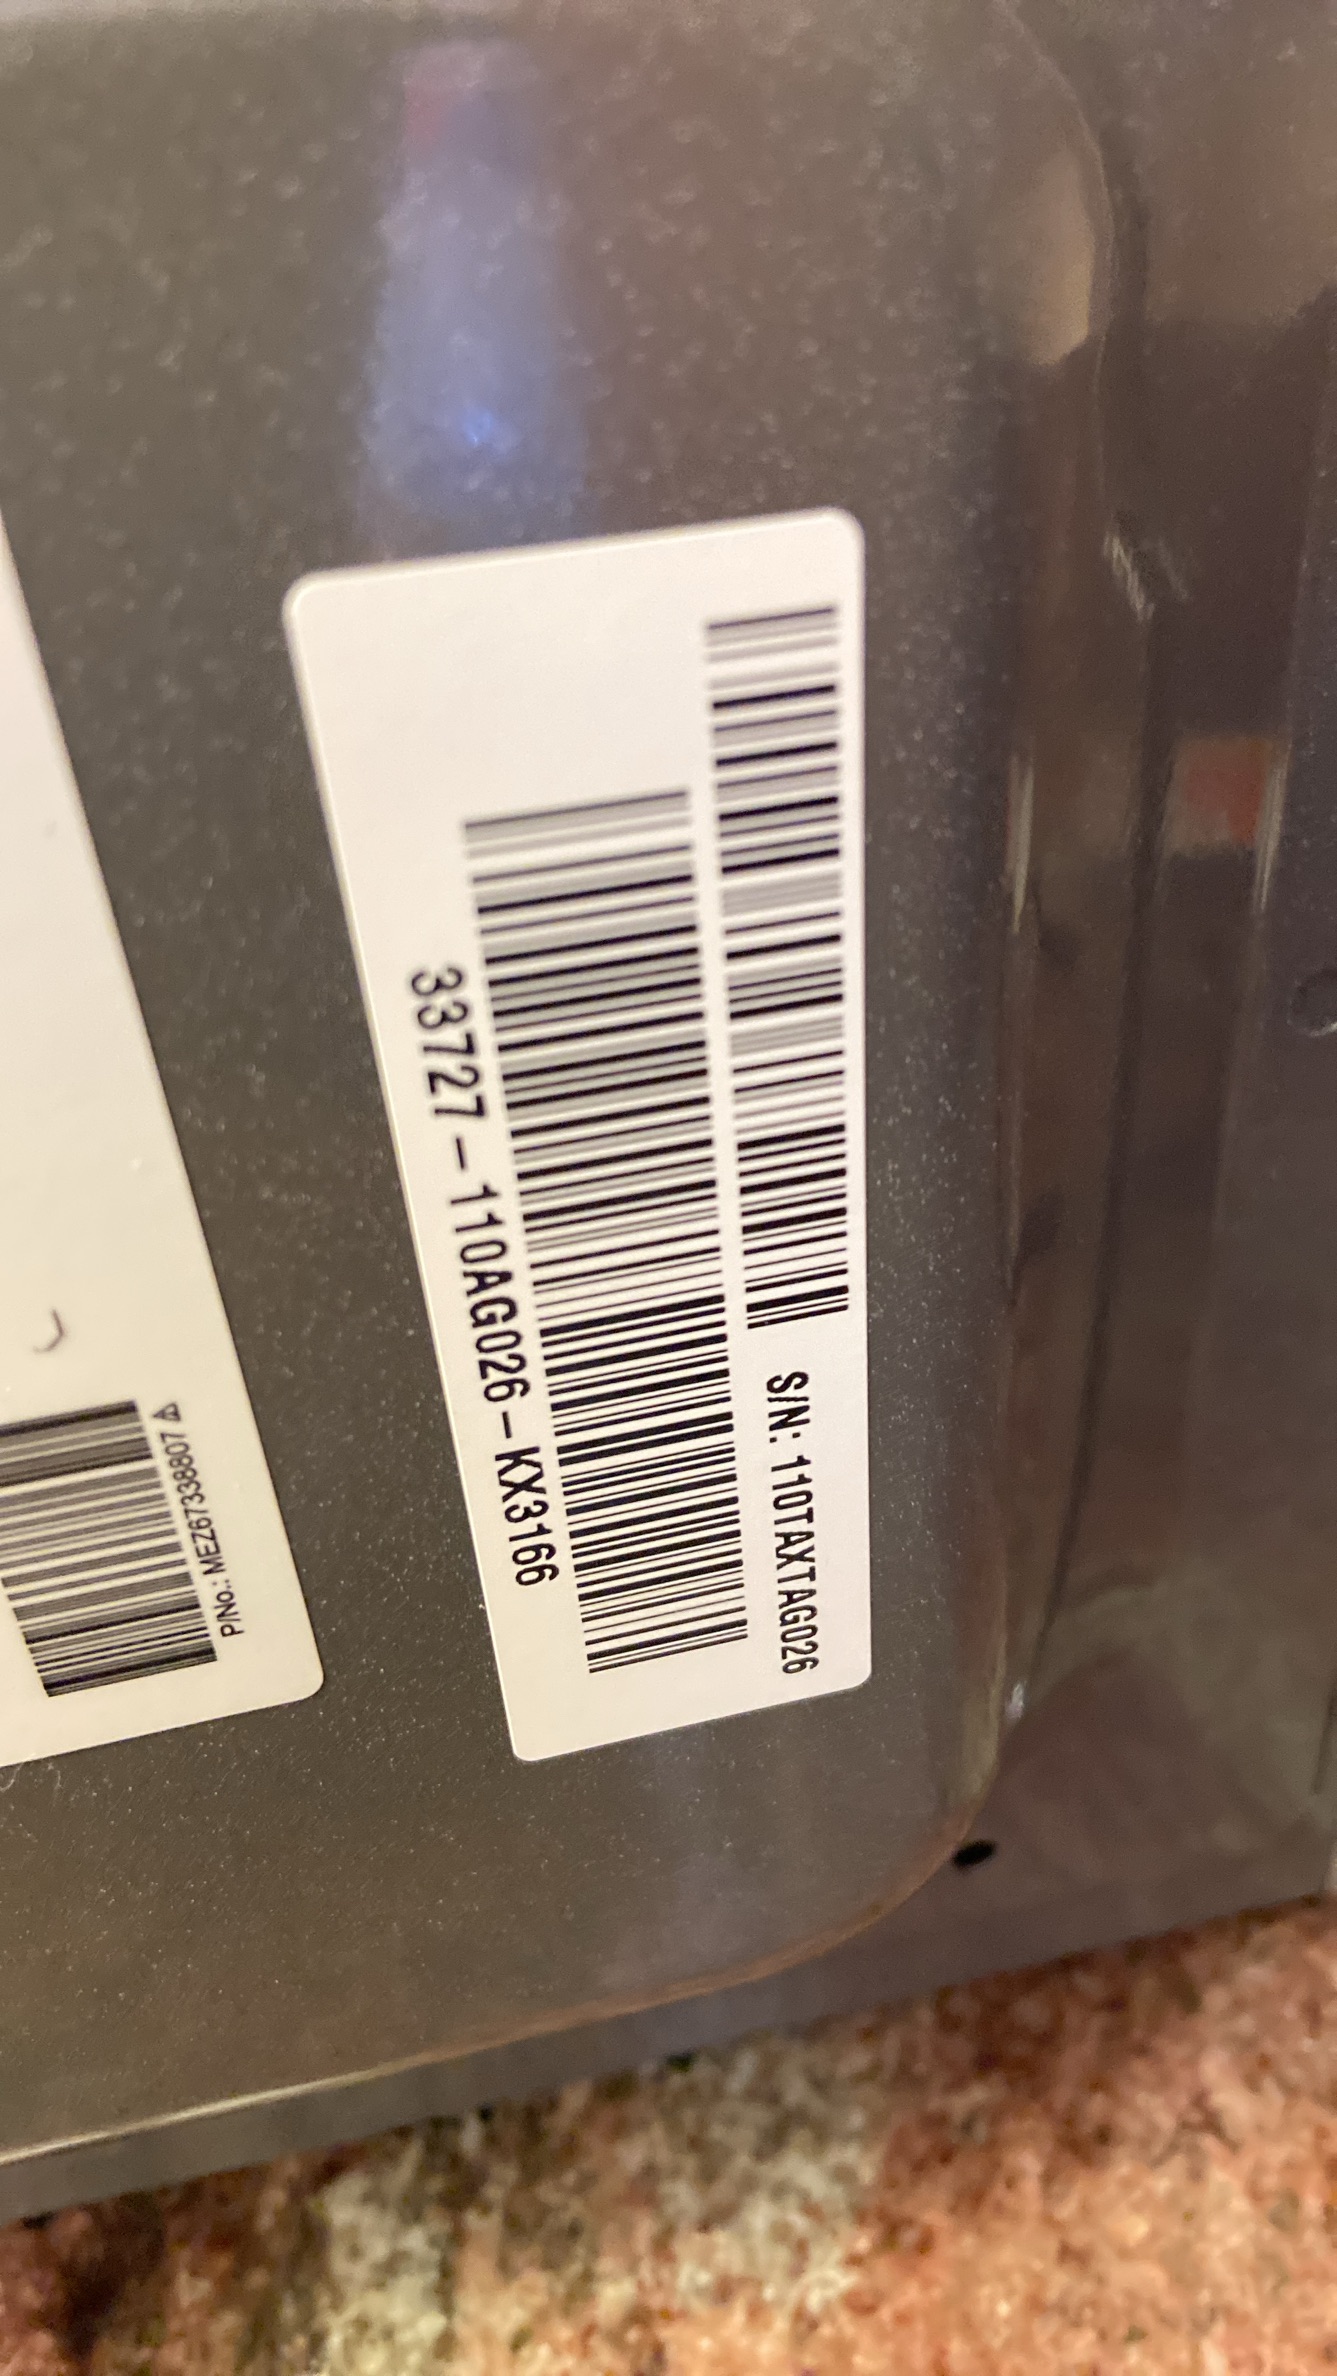 S/N: 110TAXTAG026
33727-110AG026-KX3166
P/No.: MEZ67338807